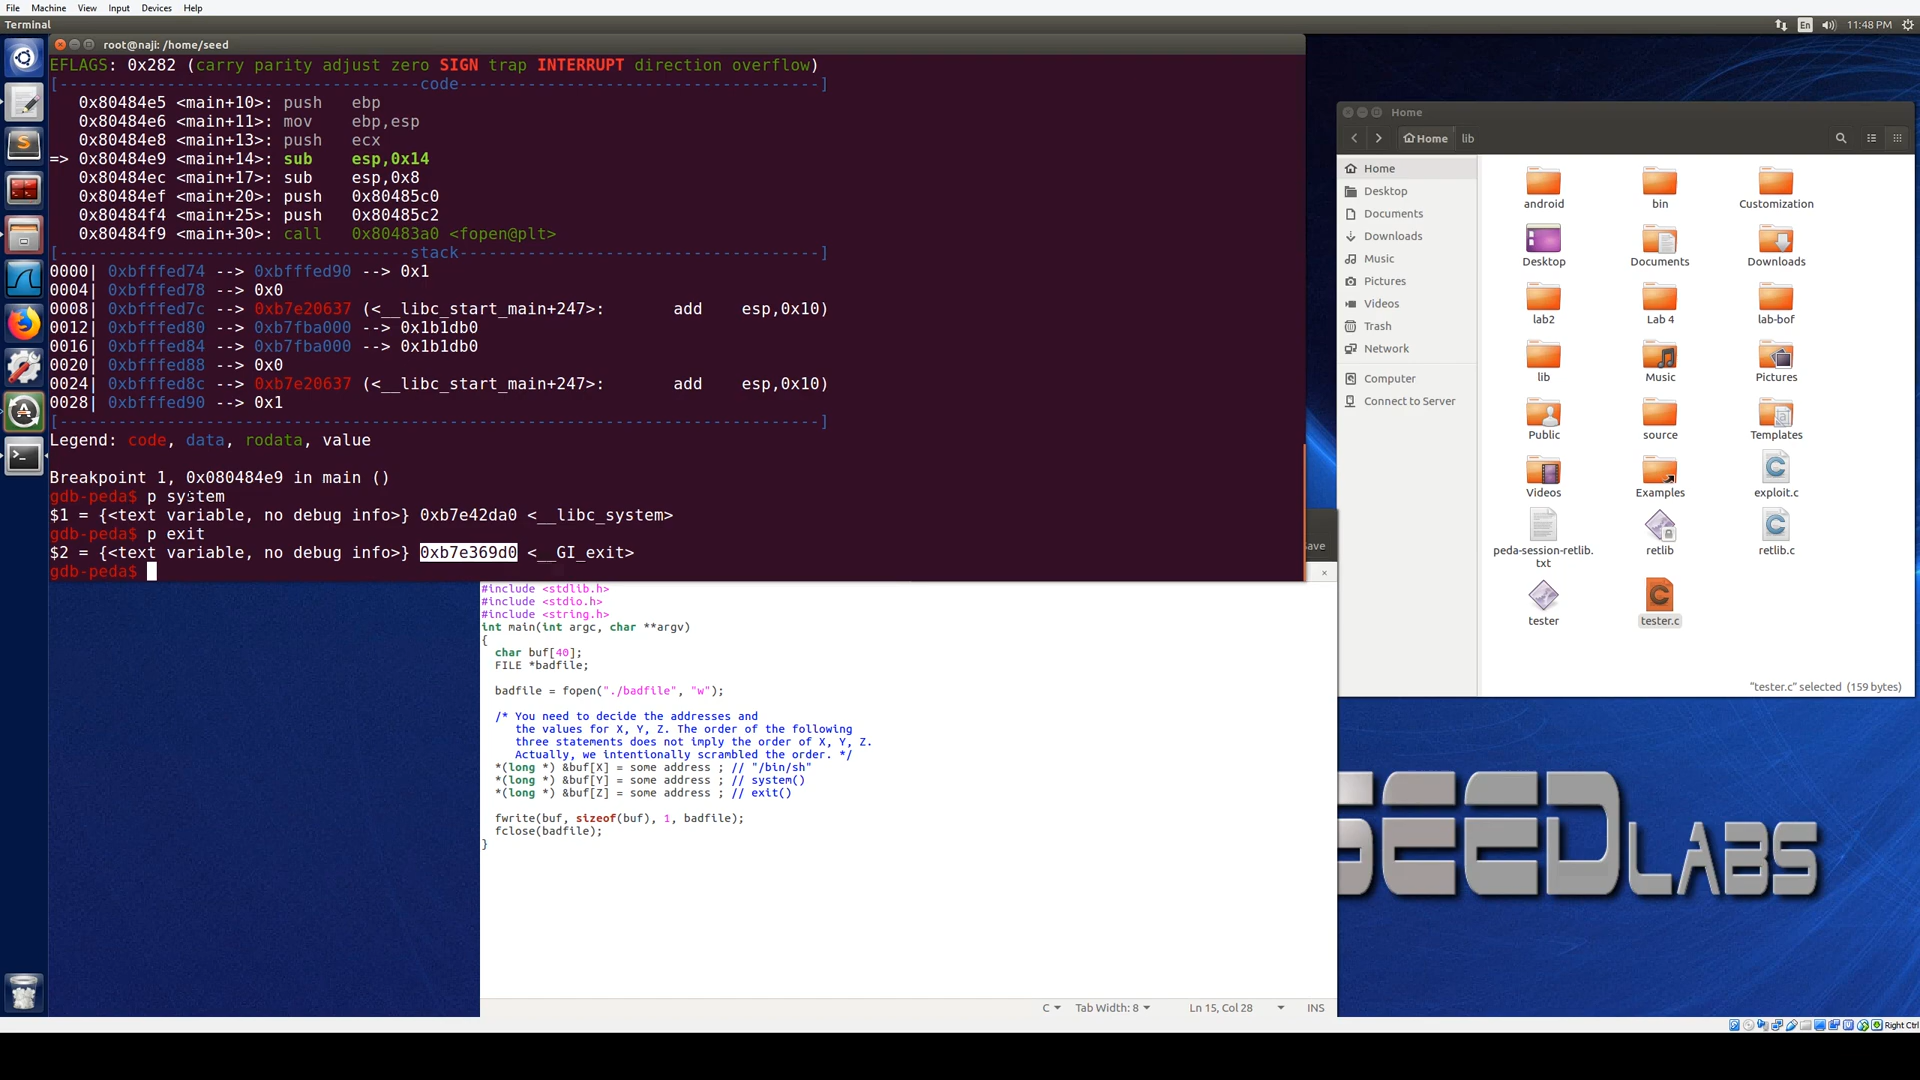 File Machine View Input Devices Help
Terminal
En 11:48 PM
root@naji: /home/seed
EFLAGS: 0x282 (carry parity adjust zero SIGN trap INTERRUPT direction overflow)
[-------------------------------------code-------------------------------------]
0x80484e5 <main+10>: push ebp
0x80484e6 <main+11>: mov ebp,esp
0x80484e8 <main+13>: push ecx
=> 0x80484e9 <main+14>: sub esp,0x14
0x80484ec <main+17>: sub esp,0x8
0x80484ef <main+20>: push 0x80485c0
0x80484f4 <main+25>: push 0x80485c2
0x80484f9 <main+30>: call 0x80483a0 <fopen@plt>
[------------------------------------stack-------------------------------------]
0000| 0xbfffed74 --> 0xbfffed90 --> 0x1
0004| 0xbfffed78 --> 0x0
0008| 0xbfffed7c --> 0xb7e20637 (<__libc_start_main+247>: add esp,0x10)
0012| 0xbfffed80 --> 0xb7fba000 --> 0x1b1db0
0016| 0xbfffed84 --> 0xb7fba000 --> 0x1b1db0
0020| 0xbfffed88 --> 0x0
0024| 0xbfffed8c --> 0xb7e20637 (<__libc_start_main+247>: add esp,0x10)
0028| 0xbfffed90 --> 0x1
[------------------------------------------------------------------------------]
Legend: code, data, rodata, value
Breakpoint 1, 0x080484e9 in main ()
gdb-peda$ p system
$1 = {<text variable, no debug info>} 0xb7e42da0 <__libc_system>
gdb-peda$ p exit
$2 = {<text variable, no debug info>} 0xb7e369d0 <__GI_exit>
gdb-peda$
ave
#include <stdlib.h>
#include <stdio.h>
#include <string.h>
int main(int argc, char **argv)
{
char buf[40];
FILE *badfile;
badfile = fopen("./badfile", "w");
/* You need to decide the addresses and
the values for X, Y, Z. The order of the following
three statements does not imply the order of X, Y, Z.
Actually, we intentionally scrambled the order. */
*(long *) &buf[X] = some address ; // "/bin/sh"
*(long *) &buf[Y] = some address ; // system()
*(long *) &buf[Z] = some address ; // exit()
fwrite(buf, sizeof(buf), 1, badfile);
fclose(badfile);
}
C Tab Width: 8 Ln 15, Col 28 INS
Home
Home lib
Home
Desktop
Documents
Downloads
Music
Pictures
Videos
Trash
Network
Computer
Connect to Server
android bin Customization
Desktop Documents Downloads
lab2 Lab 4 lab-bof
lib Music Pictures
Public source Templates
Videos Examples exploit.c
peda-session-retlib.txt retlib retlib.c
tester tester.c
"tester.c" selected (159 bytes)
SEEDLABS
Right Ctrl